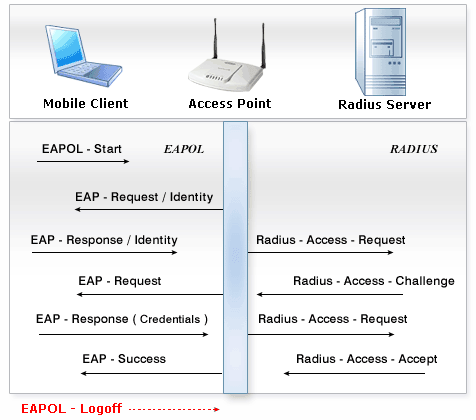 Mobile Client Access Point Radius Server
EAPOL - Start EAPOL RADIUS
EAP - Request / Identity
EAP - Response / Identity Radius - Access - Request
EAP - Request Radius - Access - Challenge
EAP - Response ( Credentials ) Radius - Access - Request
EAP - Success Radius - Access - Accept
EAPOL - Logoff